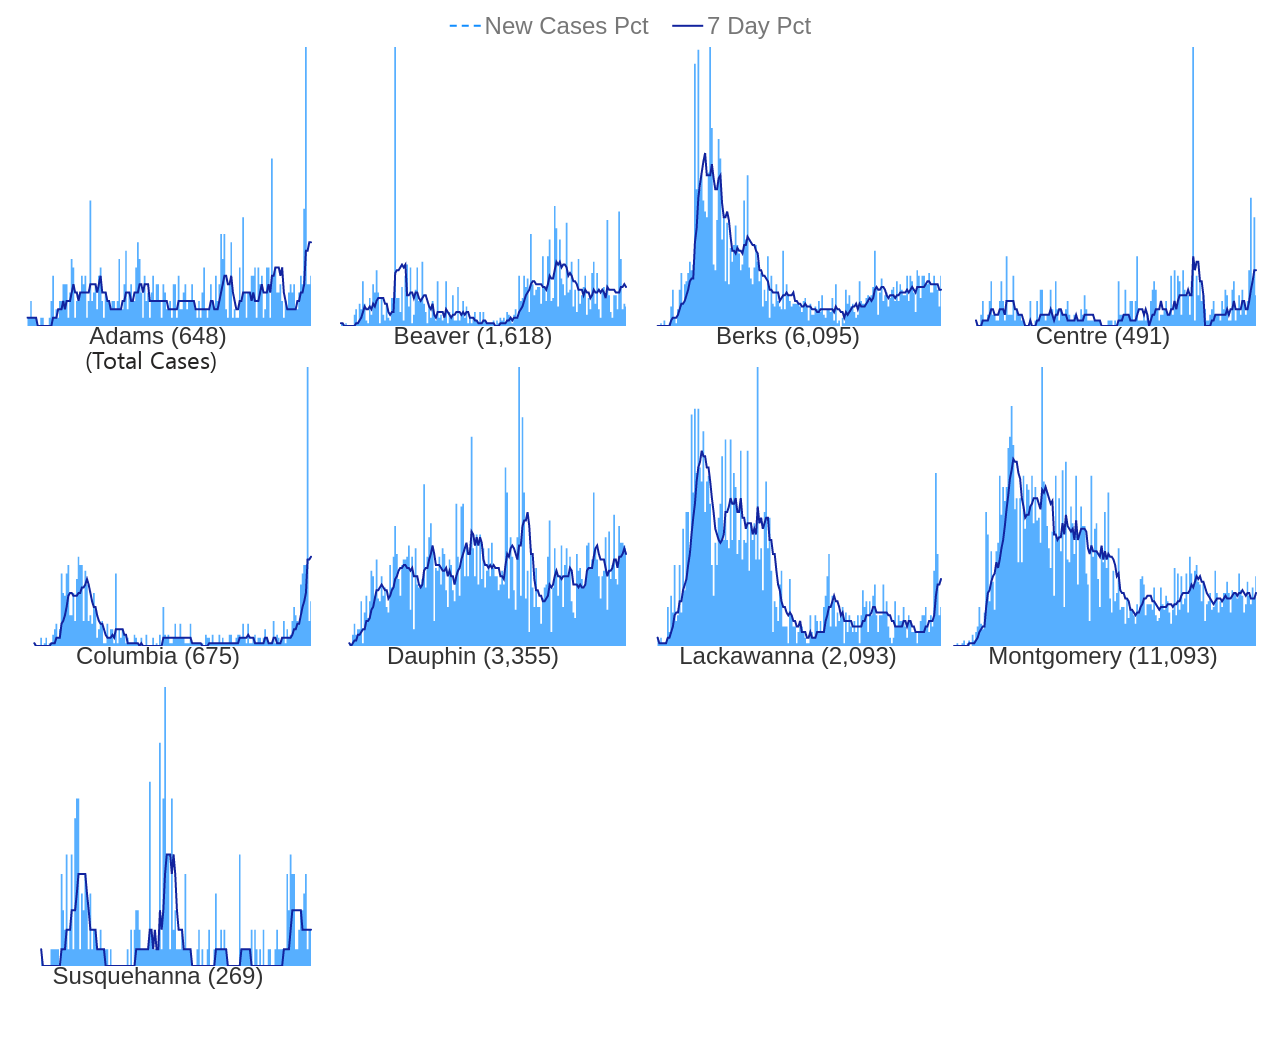 New Cases Pct 7 Day Pct
Adams (648) Beaver (1,618) Berks (6,095) Centre (491)
(Total Cases)
Columbia (675) Dauphin (3,355) Lackawanna (2,093) Montgomery (11,093)
Susquehanna (269)